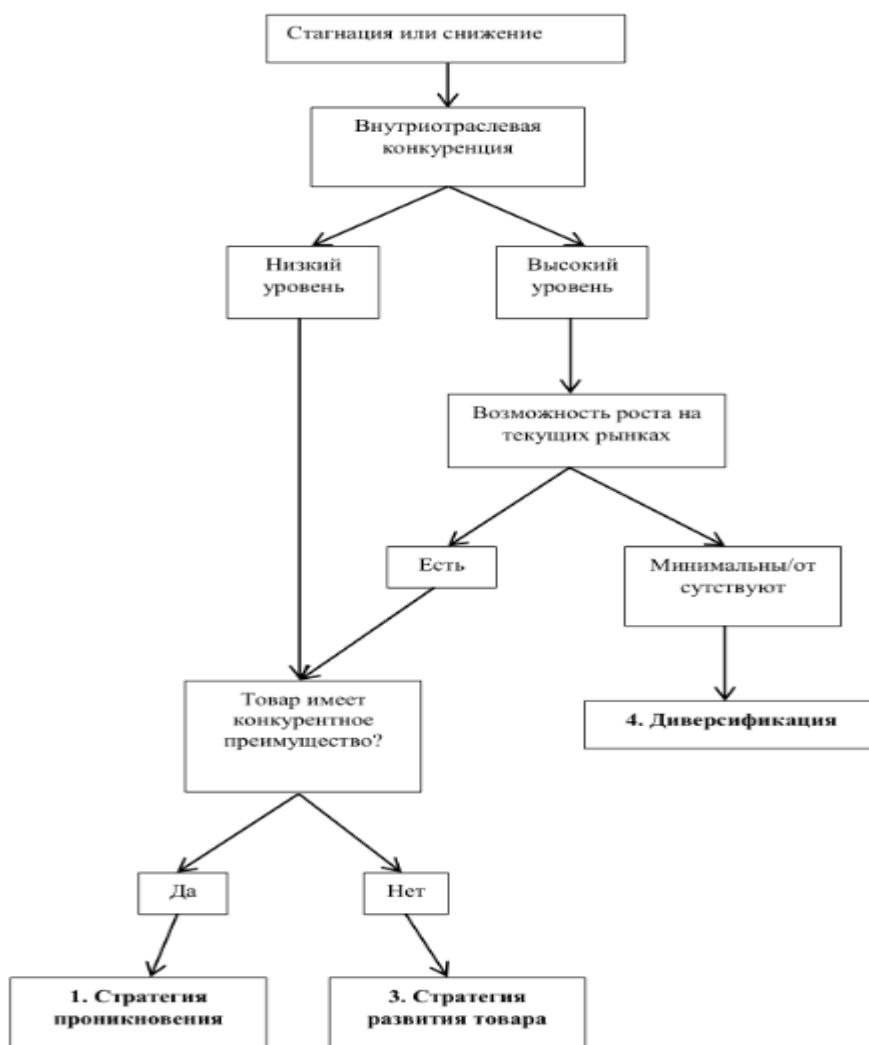 Стагнация или снижение
Внутриотраслевая
конкуренция
Низкий
уровень
Высокий
уровень
Возможность роста на
текущих рынках
Есть
Минимальны/от
сутствуют
Товар имеет
конкурентное
преимущество?
4. Диверсификация
Да
Нет
1. Стратегия
проникновения
3. Стратегия
развития товара